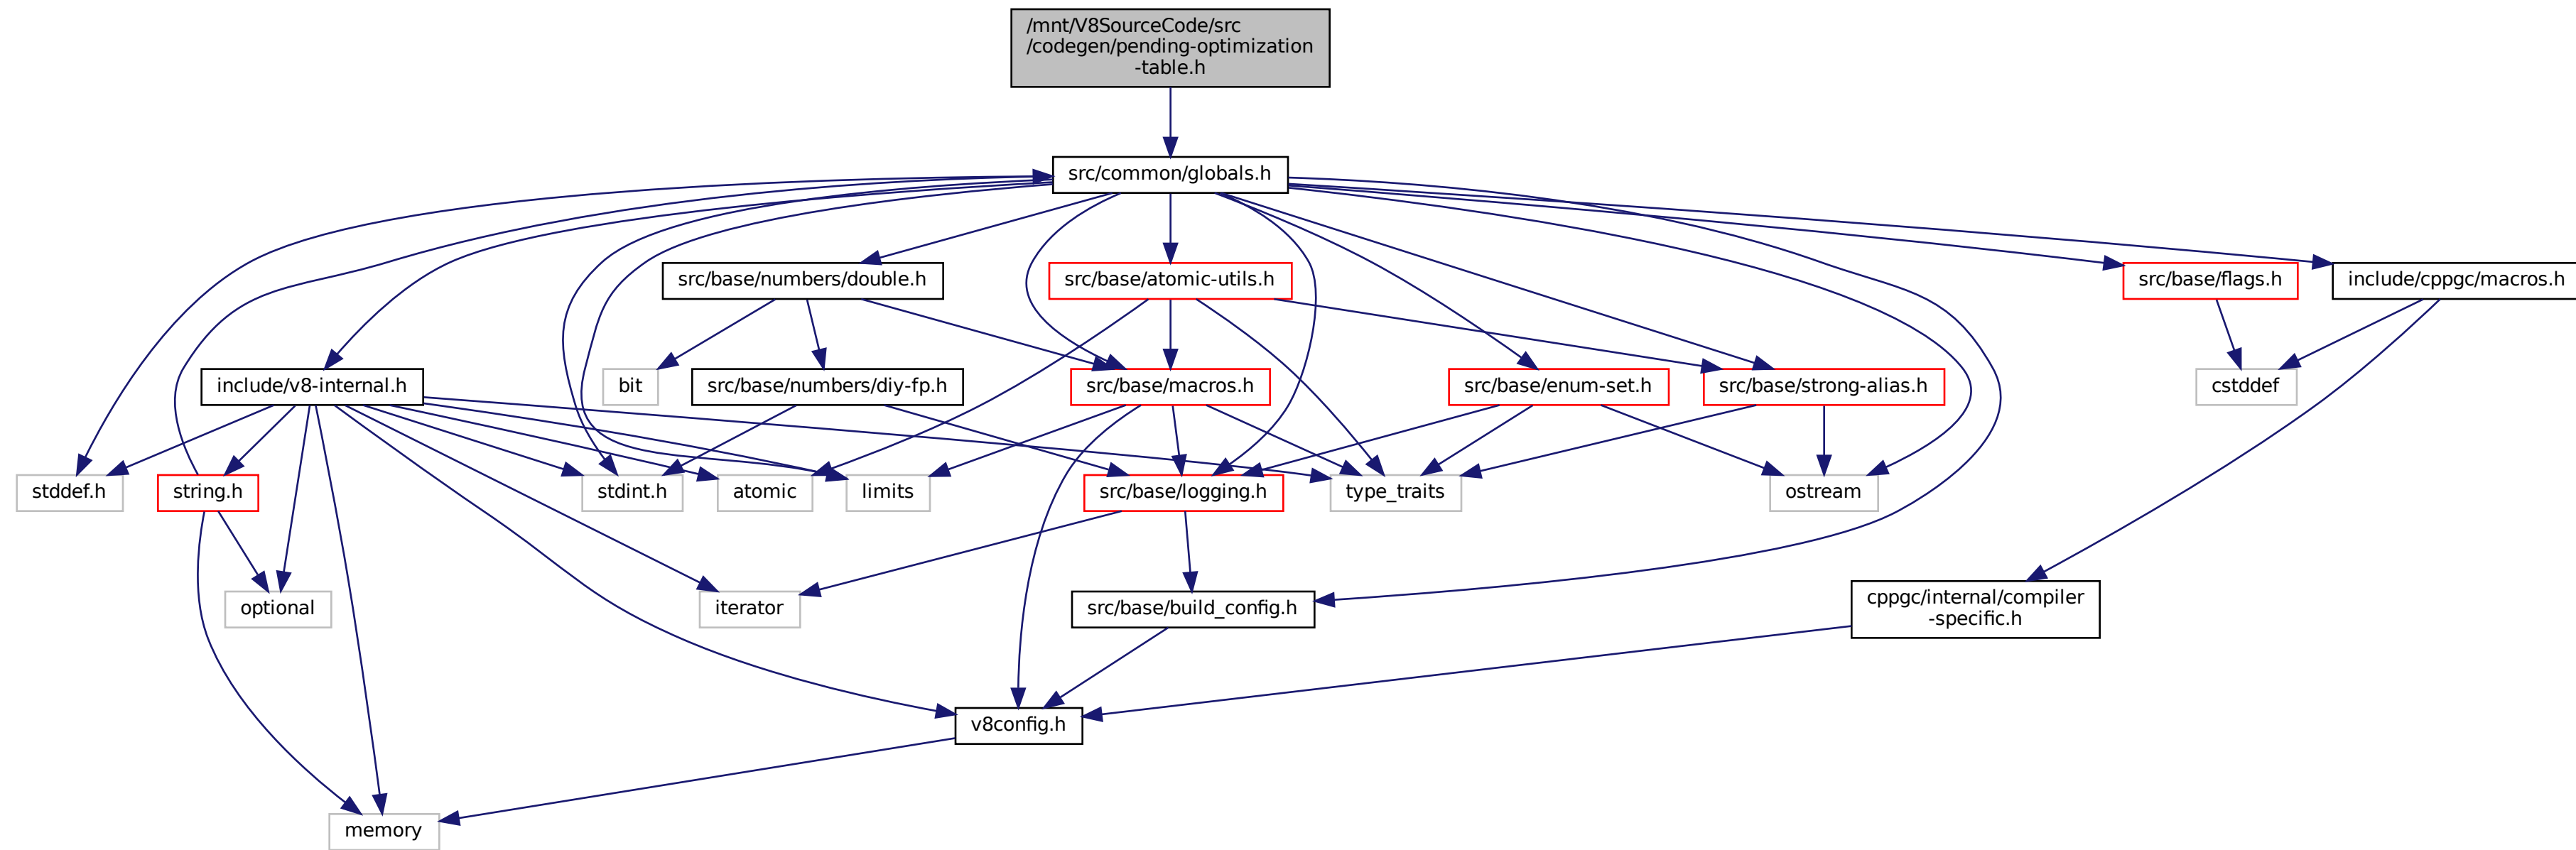 /mnt/V8SourceCode/src
/codegen/pending-optimization
-table.h
src/common/globals.h
src/base/numbers/double.h
src/base/atomic-utils.h
src/base/flags.h
include/cppgc/macros.h
include/v8-internal.h
bit
src/base/numbers/diy-fp.h
src/base/macros.h
src/base/enum-set.h
src/base/strong-alias.h
cstddef
stddef.h
string.h
stdint.h
atomic
limits
src/base/logging.h
type_traits
ostream
optional
iterator
src/base/build_config.h
cppgc/internal/compiler
-specific.h
v8config.h
memory